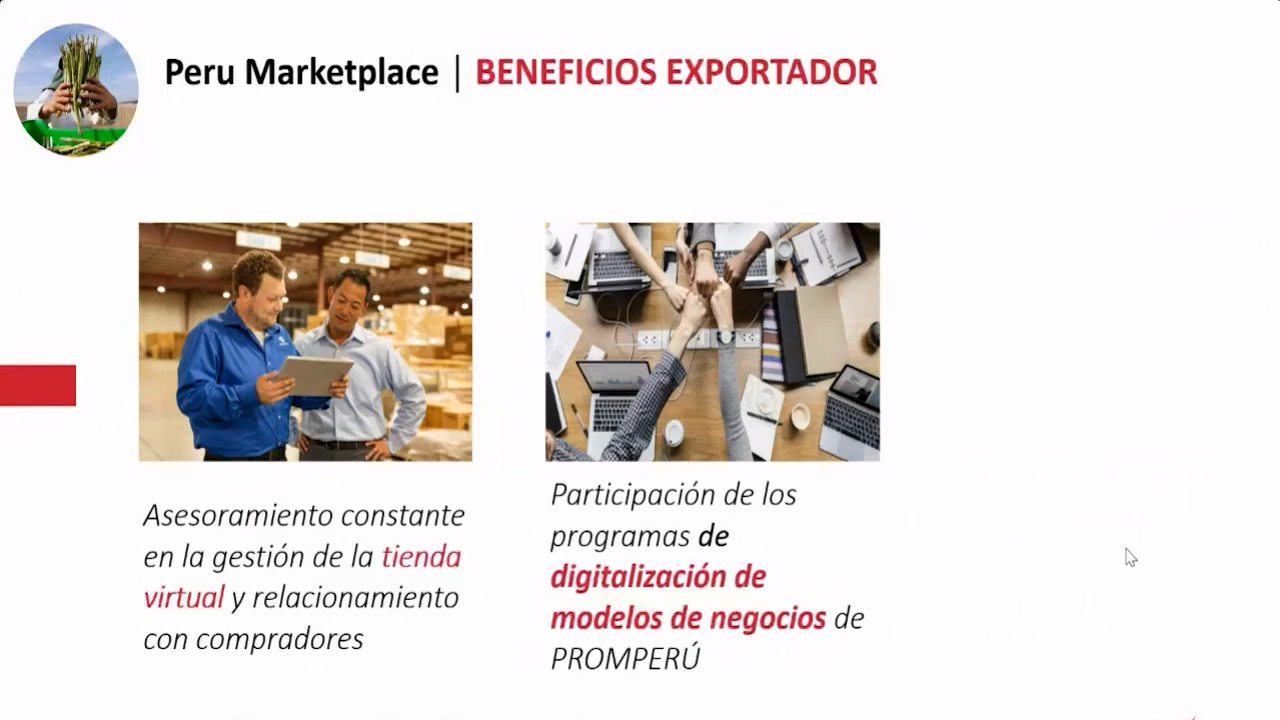 Peru Marketplace | BENEFICIOS EXPORTADOR
Asesoramiento constante
en la gestión de la tienda
virtual y relacionamiento
con compradores
Participación de los
programas de
digitalización de
modelos de negocios de
PROMPERÚ